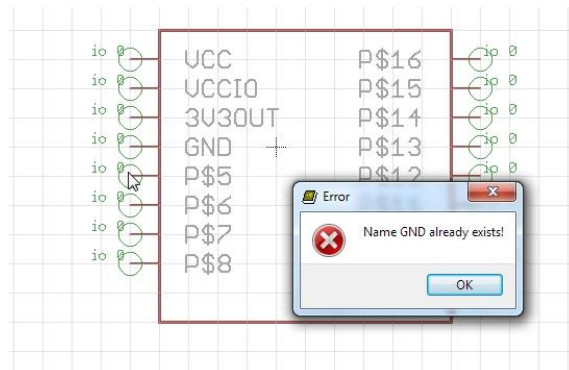 io 0 VCC P$16 io 0
io 0 VCCIO P$15 io 0
io 0 3V3OUT P$14 io 0
io 0 GND P$13 io 0
io 0 P$5 P$12 io 0
io 0 P$6
io 0 P$7
io 0 P$8
Error
Name GND already exists!
OK